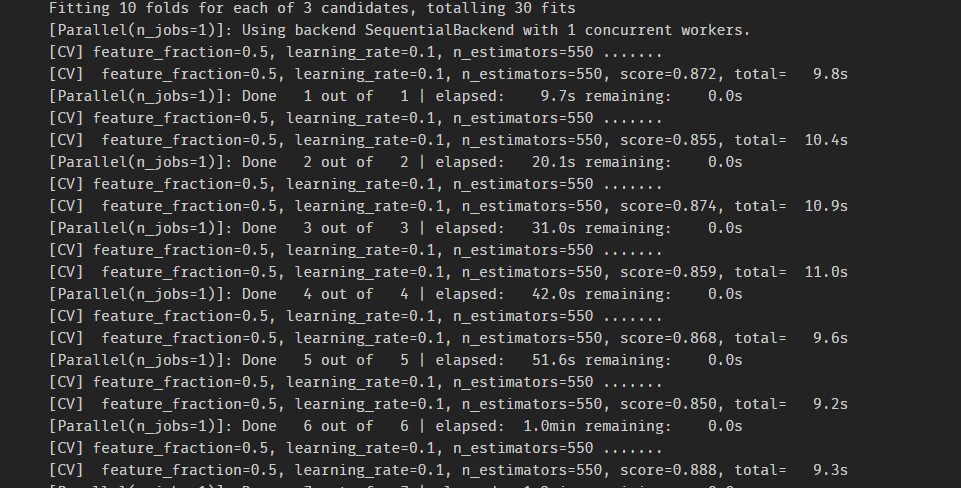 Fitting 10 folds for each of 3 candidates, totalling 30 fits
[Parallel(n_jobs=1)]: Using backend SequentialBackend with 1 concurrent workers.
[CV] feature_fraction=0.5, learning_rate=0.1, n_estimators=550 .......
[CV]  feature_fraction=0.5, learning_rate=0.1, n_estimators=550, score=0.872, total=   9.8s
[Parallel(n_jobs=1)]: Done   1 out of   1 | elapsed:    9.7s remaining:    0.0s
[CV] feature_fraction=0.5, learning_rate=0.1, n_estimators=550 .......
[CV]  feature_fraction=0.5, learning_rate=0.1, n_estimators=550, score=0.855, total=  10.4s
[Parallel(n_jobs=1)]: Done   2 out of   2 | elapsed:   20.1s remaining:    0.0s
[CV] feature_fraction=0.5, learning_rate=0.1, n_estimators=550 .......
[CV]  feature_fraction=0.5, learning_rate=0.1, n_estimators=550, score=0.874, total=  10.9s
[Parallel(n_jobs=1)]: Done   3 out of   3 | elapsed:   31.0s remaining:    0.0s
[CV] feature_fraction=0.5, learning_rate=0.1, n_estimators=550 .......
[CV]  feature_fraction=0.5, learning_rate=0.1, n_estimators=550, score=0.859, total=  11.0s
[Parallel(n_jobs=1)]: Done   4 out of   4 | elapsed:   42.0s remaining:    0.0s
[CV] feature_fraction=0.5, learning_rate=0.1, n_estimators=550 .......
[CV]  feature_fraction=0.5, learning_rate=0.1, n_estimators=550, score=0.868, total=   9.6s
[Parallel(n_jobs=1)]: Done   5 out of   5 | elapsed:   51.6s remaining:    0.0s
[CV] feature_fraction=0.5, learning_rate=0.1, n_estimators=550 .......
[CV]  feature_fraction=0.5, learning_rate=0.1, n_estimators=550, score=0.850, total=   9.2s
[Parallel(n_jobs=1)]: Done   6 out of   6 | elapsed:  1.0min remaining:    0.0s
[CV] feature_fraction=0.5, learning_rate=0.1, n_estimators=550 .......
[CV]  feature_fraction=0.5, learning_rate=0.1, n_estimators=550, score=0.888, total=   9.3s